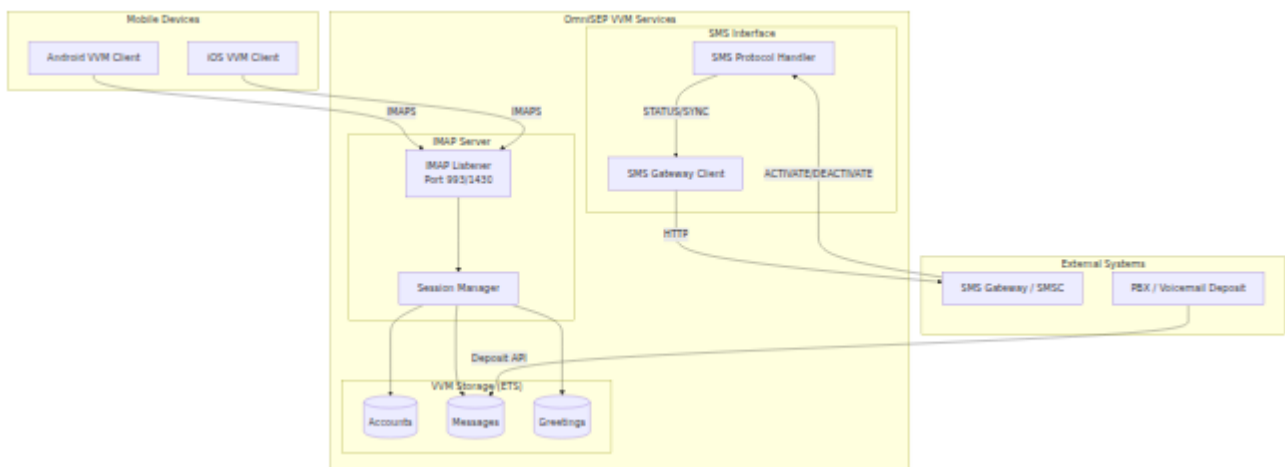 Mobile Devices
Android VVM Client
iOS VVM Client
OmniSEP VVM Services
SMS Interface
SMS Protocol Handler
IMAPS
IMAPS
STATUS/SYNC
IMAP Server
IMAP Listener
Port 993/1430
SMS Gateway Client
ACTIVATE/DEACTIVATE
HTTP
External Systems
Session Manager
SMS Gateway / SMSC
PBX / Voicemail Deposit
Deposit API
VVM Storage (ETS)
Accounts
Messages
Greetings